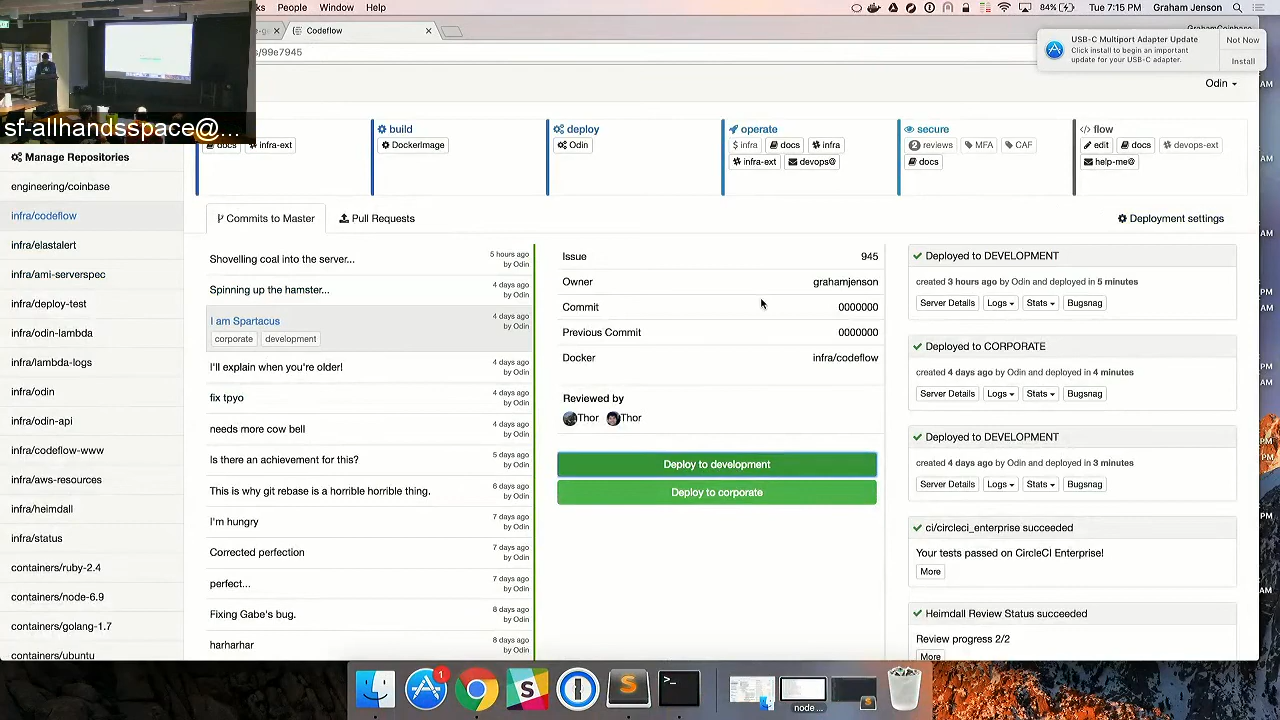 ks People Window Help
84% Tue 7:15 PM Graham Jenson
Codeflow
s/99e7945
USB-C Multiport Adapter Update
Click install to begin an important
update for your USB-C adapter.
Not Now
Install
Odin
sf-allhandsspace@...
docs infra-ext
build
DockerImage
deploy
Odin
operate
$ infra docs infra
infra-ext devops@
secure
2 reviews MFA CAF
docs
</> flow
edit docs devops-ext
help-me@
Manage Repositories
engineering/coinbase
infra/codeflow
infra/elastalert
infra/ami-serverspec
infra/deploy-test
infra/odin-lambda
infra/lambda-logs
infra/odin
infra/odin-api
infra/codeflow-www
infra/aws-resources
infra/heimdall
infra/status
containers/ruby-2.4
containers/node-6.9
containers/golang-1.7
containers/ubuntu
Commits to Master
Pull Requests
Deployment settings
Shovelling coal into the server...
5 hours ago
by Odin
Spinning up the hamster...
4 days ago
by Odin
I am Spartacus
4 days ago
by Odin
corporate development
I'll explain when you're older!
4 days ago
by Odin
fix tpyo
4 days ago
by Odin
needs more cow bell
4 days ago
by Odin
Is there an achievement for this?
5 days ago
by Odin
This is why git rebase is a horrible horrible thing.
6 days ago
by Odin
I'm hungry
7 days ago
by Odin
Corrected perfection
7 days ago
by Odin
perfect...
7 days ago
by Odin
Fixing Gabe's bug.
8 days ago
by Odin
harharhar
8 days ago
by Odin
Issue 945
Owner grahamjenson
Commit 0000000
Previous Commit 0000000
Docker infra/codeflow
Reviewed by
Thor Thor
Deploy to development
Deploy to corporate
Deployed to DEVELOPMENT
created 3 hours ago by Odin and deployed in 5 minutes
Server Details Logs Stats Bugsnag
Deployed to CORPORATE
created 4 days ago by Odin and deployed in 4 minutes
Server Details Logs Stats Bugsnag
Deployed to DEVELOPMENT
created 4 days ago by Odin and deployed in 3 minutes
Server Details Logs Stats Bugsnag
ci/circleci_enterprise succeeded
Your tests passed on CircleCI Enterprise!
More
Heimdall Review Status succeeded
Review progress 2/2
More
1
node ...